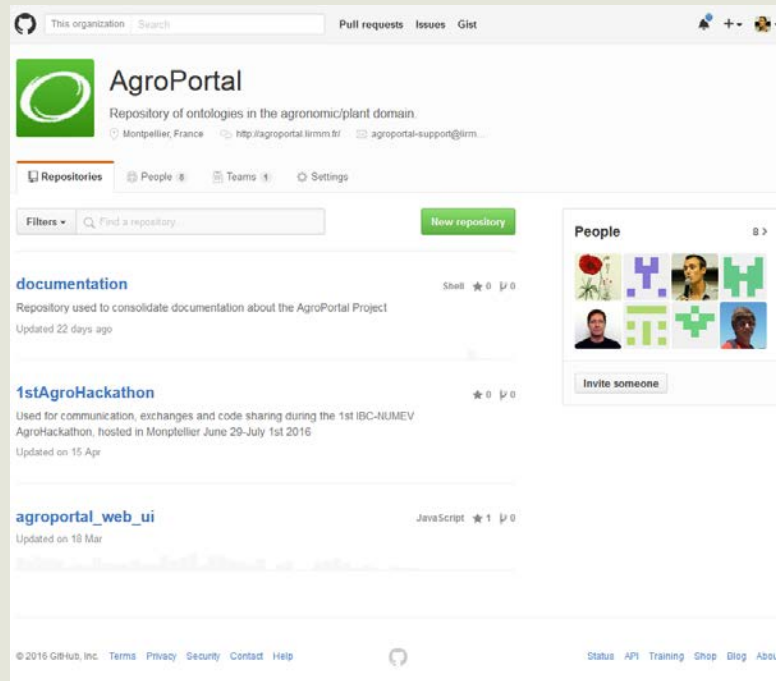 This organization Search Pull requests Issues Gist
AgroPortal
Repository of ontologies in the agronomic/plant domain.
Montpellier, France http://agroportal.lirmm.fr/ agroportal-support@lirm...
Repositories People 8 Teams 1 Settings
Filters Find a repository... New repository
People 8 >
documentation Shell 0 0
Repository used to consolidate documentation about the AgroPortal Project
Updated 22 days ago
Invite someone
1stAgroHackathon 0 0
Used for communication, exchanges and code sharing during the 1st IBC-NUMEV
AgroHackathon, hosted in Monptellier June 29-July 1st 2016
Updated on 15 Apr
agroportal_web_ui JavaScript 1 0
Updated on 18 Mar
© 2016 GitHub, Inc. Terms Privacy Security Contact Help Status API Training Shop Blog Abou